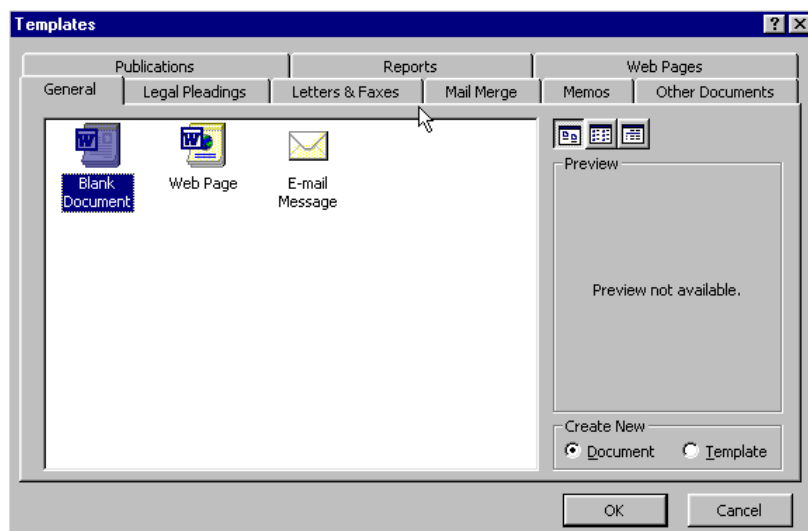 Templates
Publications
Reports
Web Pages
General
Legal Pleadings
Letters & Faxes
Mail Merge
Memos
Other Documents
Blank
Document
Web Page
E-mail
Message
Preview
Preview not available.
Create New
Document
Template
OK
Cancel